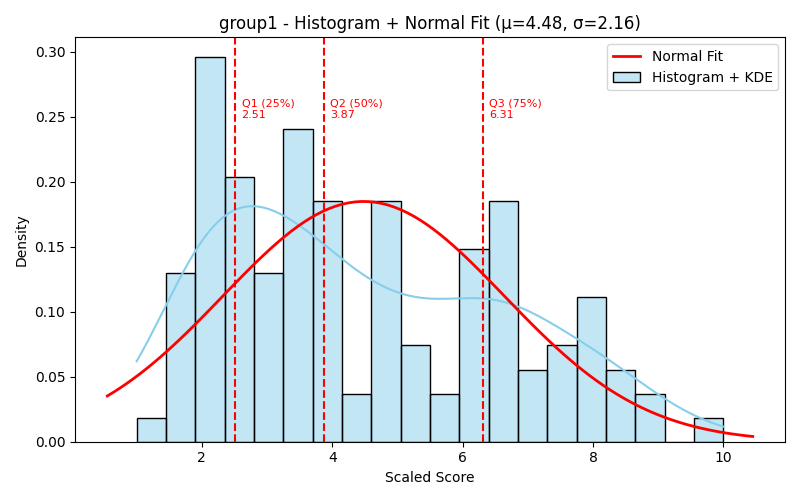 group1 - Histogram + Normal Fit (μ=4.48, σ=2.16)
Normal Fit
Histogram + KDE
Q1 (25%)
2.51
Q2 (50%)
3.87
Q3 (75%)
6.31
Density
0.30
0.25
0.20
0.15
0.10
0.05
0.00
2 4 6 8 10
Scaled Score